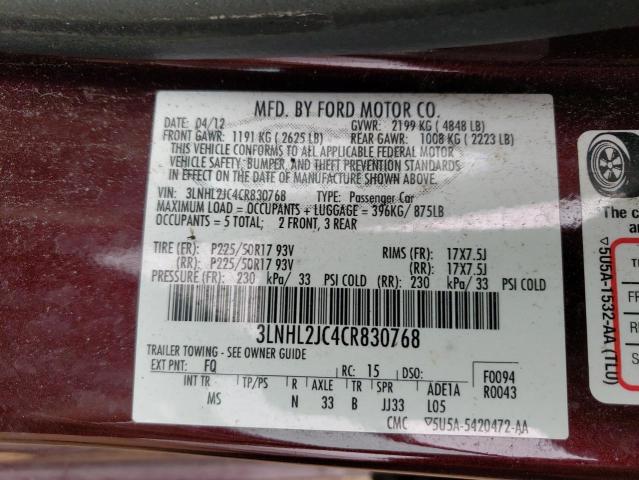 MFD. BY FORD MOTOR CO.
DATE: 04/12 GVWR: 2199 KG ( 4848 LB)
FRONT GAWR: 1191 KG ( 2625 LB) REAR GAWR: 1008 KG ( 2223 LB)
THIS VEHICLE CONFORMS TO ALL APPLICABLE FEDERAL MOTOR
VEHICLE SAFETY, BUMPER, AND THEFT PREVENTION STANDARDS
IN EFFECT ON THE DATE OF MANUFACTURE SHOWN ABOVE.
VIN: 3LNHL2JC4CR830768 TYPE: Passenger Car
MAXIMUM LOAD = OCCUPANTS + LUGGAGE = 396KG/ 875LB
OCCUPANTS = 5 TOTAL; 2 FRONT, 3 REAR
TIRE (FR): P225/50R17 93V RIMS (FR): 17X7.5J
(RR): P225/50R17 93V (RR): 17X7.5J
PRESSURE (FR): 230 kPa/ 33 PSI COLD (RR): 230 kPa/ 33 PSI COLD
3LNHL2JC4CR830768
TRAILER TOWING - SEE OWNER GUIDE
EXT PNT: FQ RC: 15 DSO: F0094
R0043
INT TR TP/PS R AXLE TR SPR ADE1A
MS N 33 B JJ33 L05
CMC ▽5U5A-5420472-AA
The c
an
▽5U5A-1532-AA (TL0)